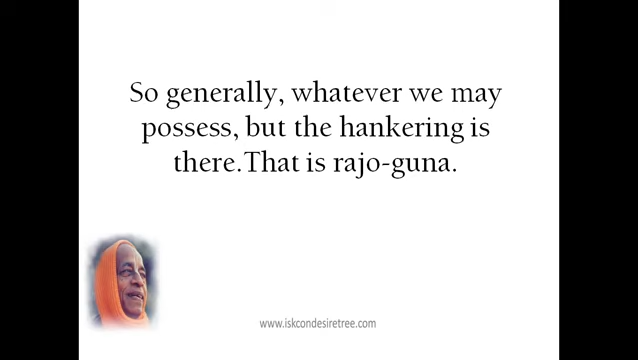 So generally, whatever we may
possess, but the hankering is
there.That is rajo-guna.
www.iskcondesiretree.com